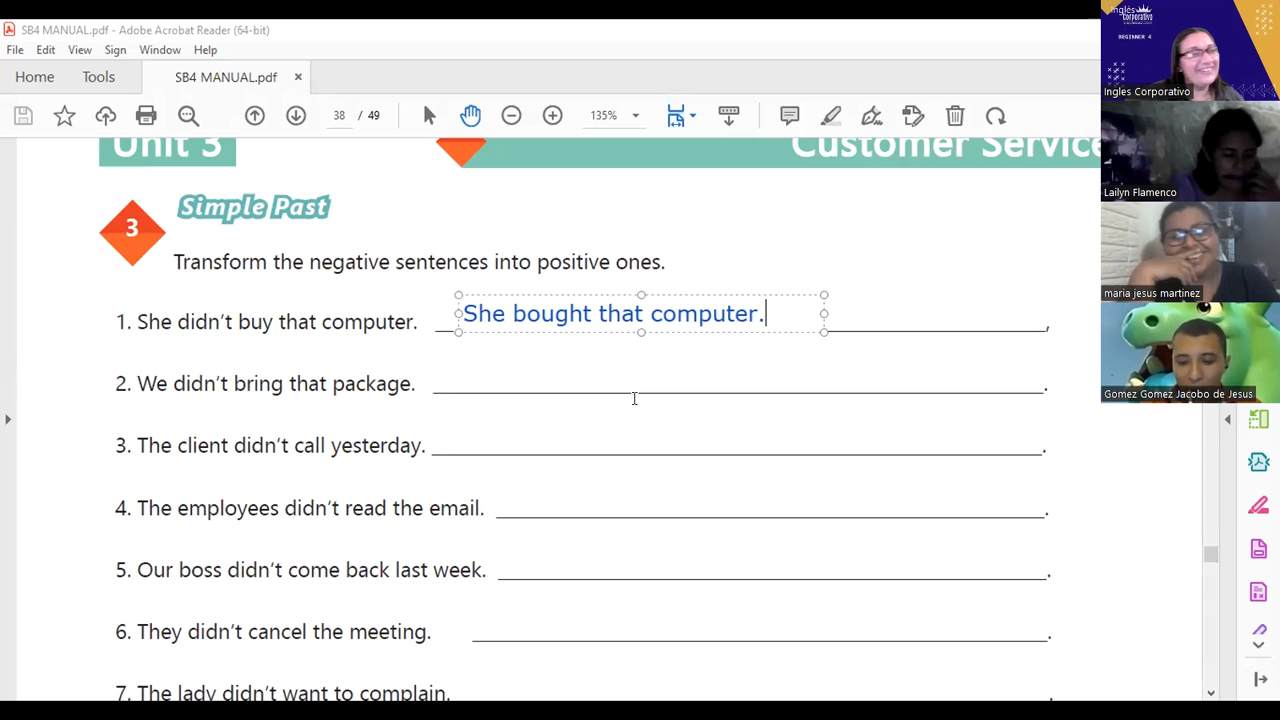 SB4 MANUAL.pdf - Adobe Acrobat Reader (64-bit)
File Edit View Sign Window Help
Home Tools SB4 MANUAL.pdf ×
38 / 49 135%
Unit 3 Customer Service
3 Simple Past
Transform the negative sentences into positive ones.
1. She didn't buy that computer. She bought that computer. ,
2. We didn't bring that package. .
3. The client didn't call yesterday. .
4. The employees didn't read the email. .
5. Our boss didn't come back last week. .
6. They didn't cancel the meeting. .
7. The lady didn't want to complain. .
Inglés
Corporativo
BEGINNER 4
Ingles Corporativo
Lailyn Flamenco
maria jesus martinez
Gomez Gomez Jacobo de Jesus